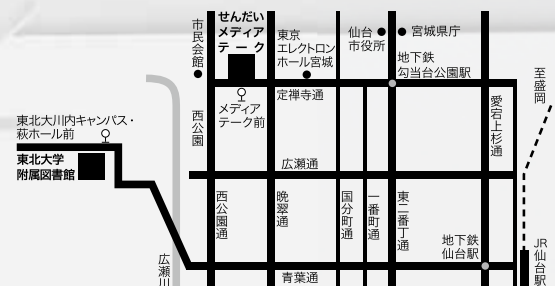 市民会館
せんだい
メディア
テーク
東京
エレクトロン
ホール宮城
仙台
市役所
宮城県庁
地下鉄
勾当台公園駅
至盛岡
定禅寺通
メディア
テーク前
西公園
愛宕上杉通
東北大川内キャンパス・
萩ホール前
東北大学
附属図書館
広瀬通
西公園通
晩翠通
国分町通
一番町通
東二番丁通
地下鉄
仙台駅
JR
仙台駅
広瀬川
青葉通